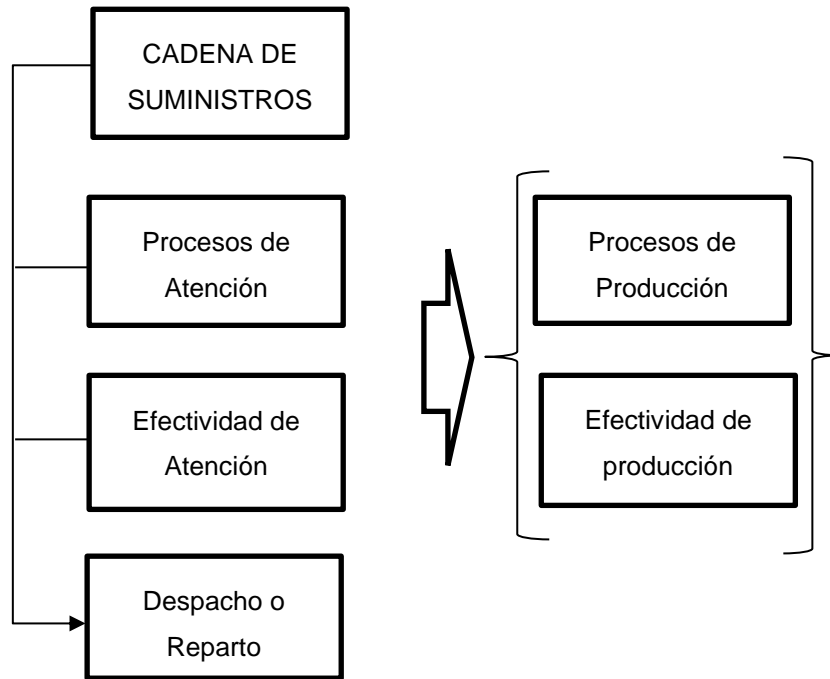 CADENA DE
SUMINISTROS
Procesos de
Atención
Efectividad de
Atención
Despacho o
Reparto
Procesos de
Producción
Efectividad de
producción